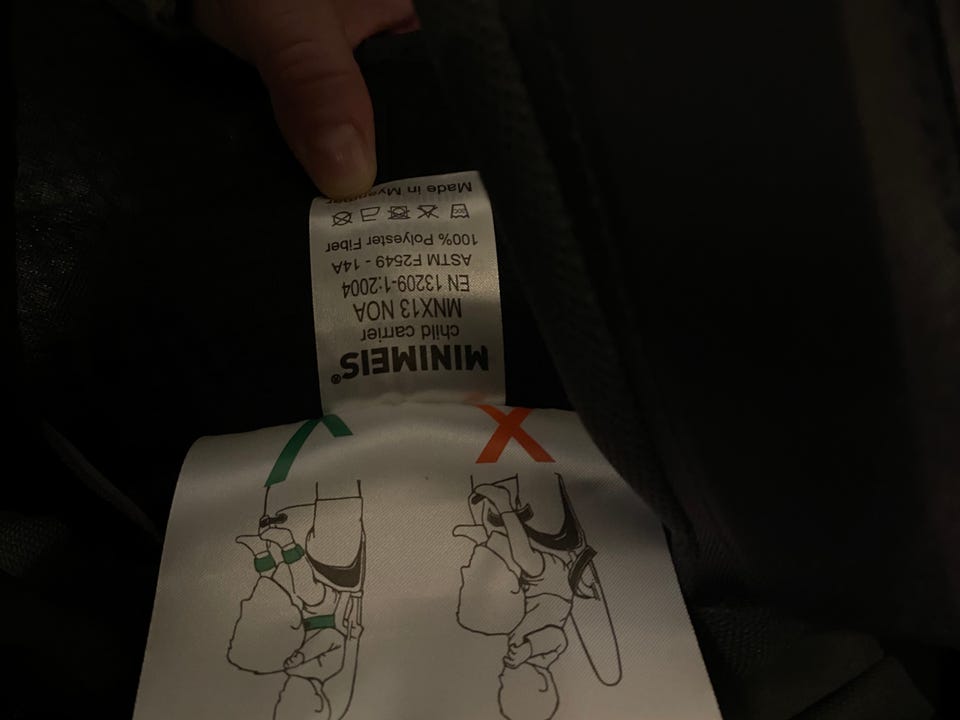 MINIMEIS®
child carrier
MNX13 NOA
EN 13209-1:2004
ASTM F2549 - 14A
100% Polyester Fiber
Made in Myanmar